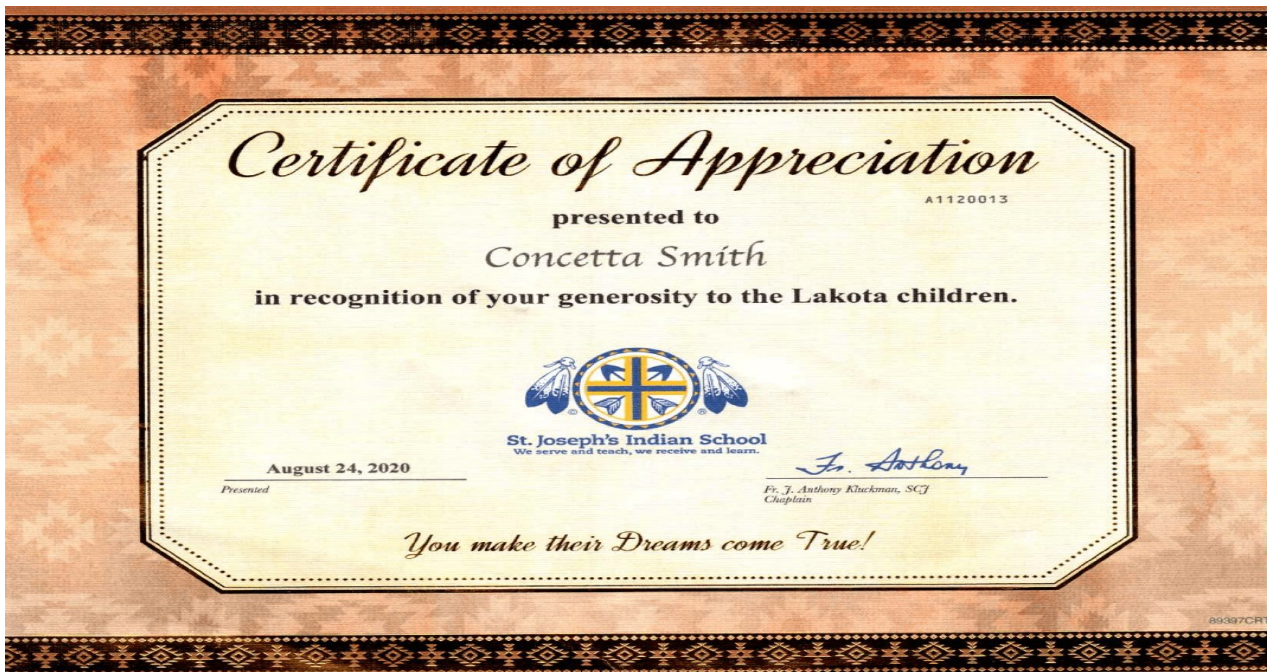 Certificate of Appreciation
A1120013
presented to
Concetta Smith
in recognition of your generosity to the Lakota children.
© ®
St. Joseph's Indian School
We serve and teach, we receive and learn.
August 24, 2020
Fr. Anthony
Presented
Fr. J. Anthony Kluckman, SCJ
Chaplain
You make their Dreams come True!
89397CRT